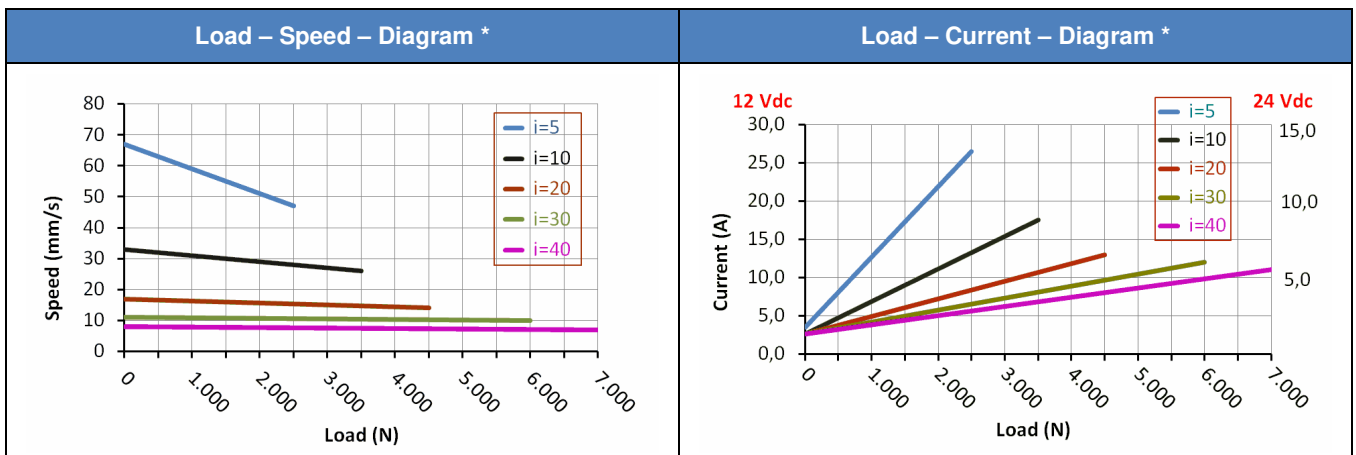 Load – Speed – Diagram *
Load – Current – Diagram *
80
70
60
50
40
30
20
10
0
Speed (mm/s)
i=5
i=10
i=20
i=30
i=40
0
1.000
2.000
3.000
4.000
5.000
6.000
7.000
Load (N)
12 Vdc
24 Vdc
30,0
25,0
20,0
15,0
10,0
5,0
0,0
Current (A)
i=5
i=10
i=20
i=30
i=40
15,0
10,0
5,0
0
1.000
2.000
3.000
4.000
5.000
6.000
7.000
Load (N)